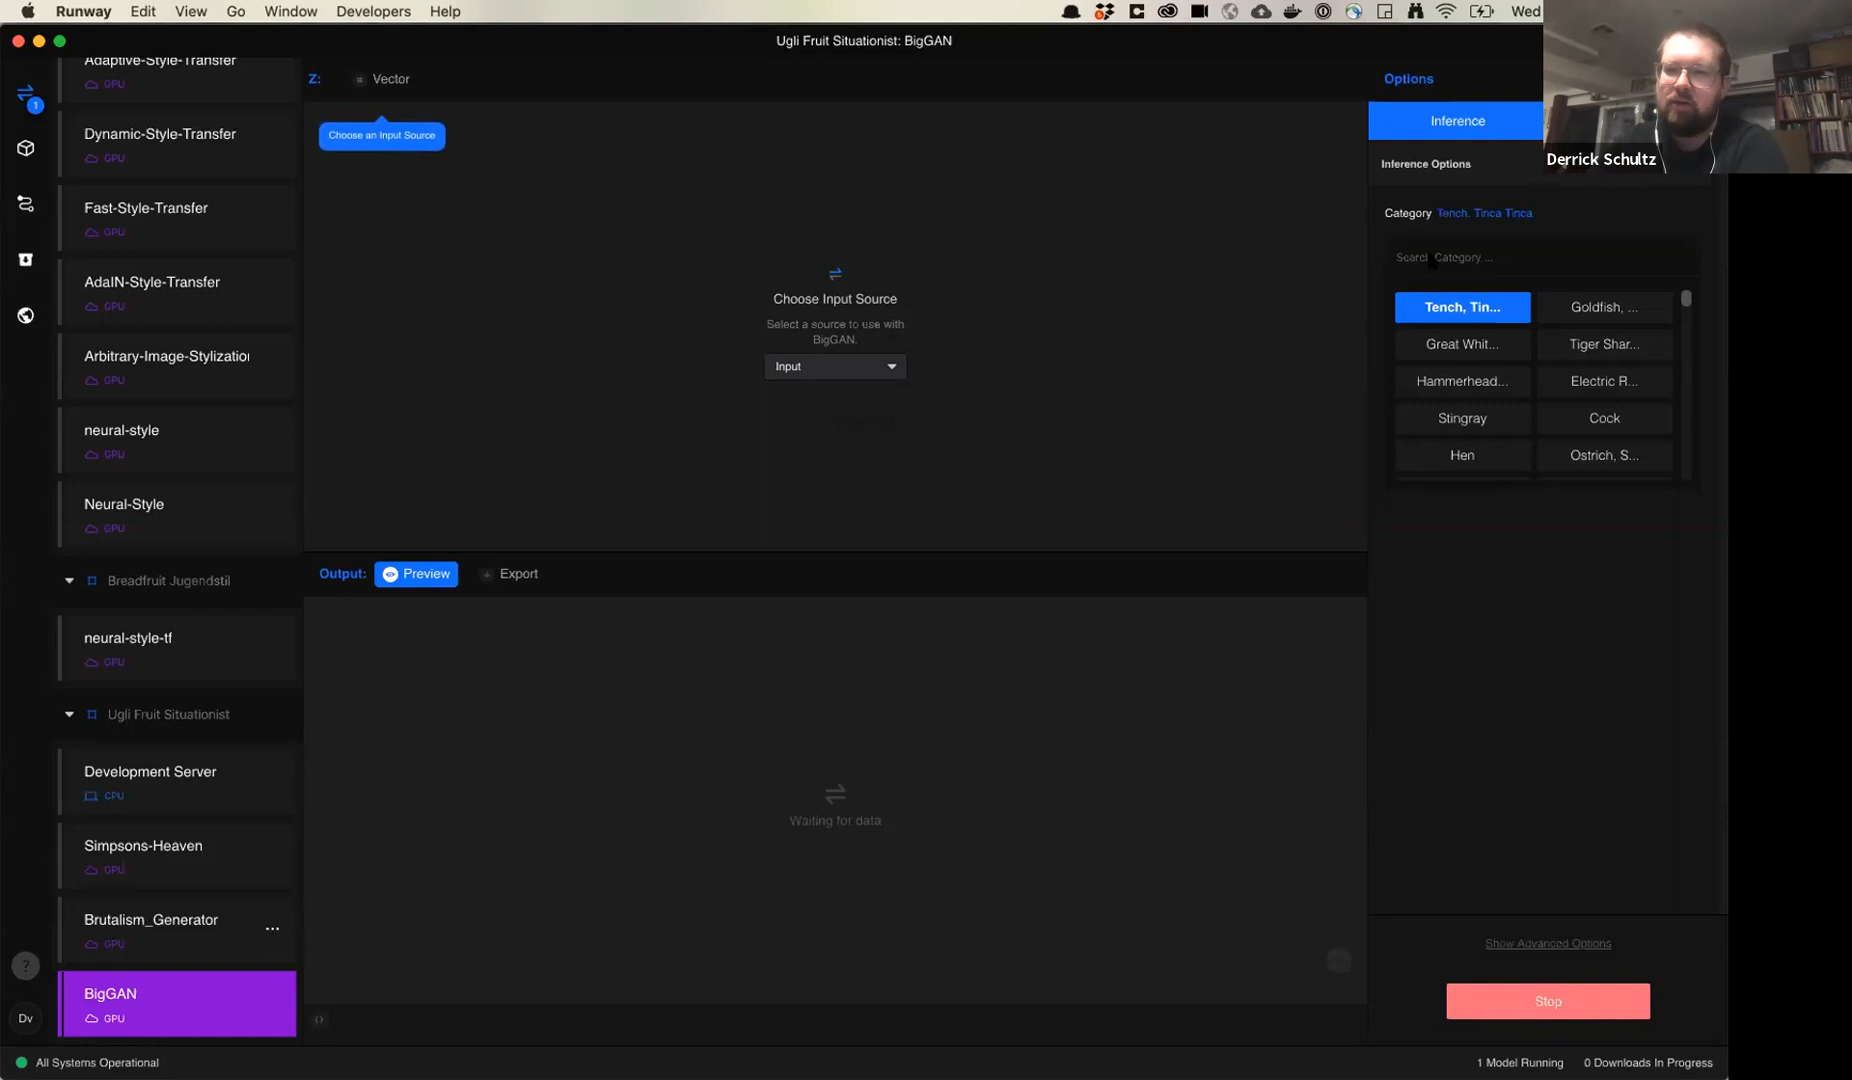 Runway
Edit
View
Go
Window
Developers
Help
Wed
Ugli Fruit Situationist: BigGAN
Derrick Schultz
1
Adaptive-Style-Transfer
GPU
Dynamic-Style-Transfer
GPU
Fast-Style-Transfer
GPU
AdaIN-Style-Transfer
GPU
Arbitrary-Image-Stylization
GPU
neural-style
GPU
Neural-Style
GPU
Breadfruit Jugendstil
neural-style-tf
GPU
Ugli Fruit Situationist
Development Server
CPU
Simpsons-Heaven
GPU
Brutalism_Generator
...
GPU
BigGAN
GPU
?
Dv
Z:
Vector
Choose an Input Source
Choose Input Source
Select a source to use with
BigGAN.
Input
Output:
Preview
Export
Waiting for data
Options
Inference
Inference Options
Category Tench, Tinca Tinca
Search Category ...
Tench, Tin...
Goldfish, ...
Great Whit...
Tiger Shar...
Hammerhead...
Electric R...
Stingray
Cock
Hen
Ostrich, S...
Show Advanced Options
Stop
All Systems Operational
1 Model Running
0 Downloads In Progress